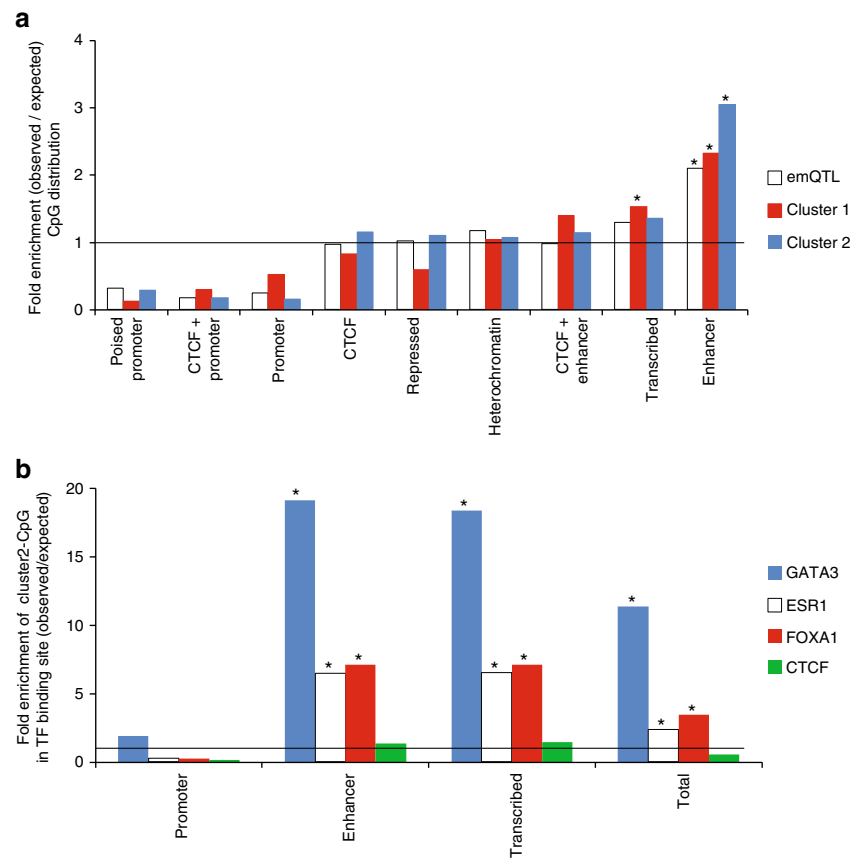 a
Fold enrichment (observed / expected)
CpG distribution
4
3
2
1
0
*
*
*
*
Poised
promoter
CTCF +
promoter
Promoter
CTCF
Repressed
Heterochromatin
CTCF +
enhancer
Transcribed
Enhancer
emQTL
Cluster 1
Cluster 2
b
Fold enrichment of cluster2-CpG
in TF binding site (observed/expected)
20
15
10
5
0
* * *
* * *
* * *
Promoter
Enhancer
Transcribed
Total
GATA3
ESR1
FOXA1
CTCF